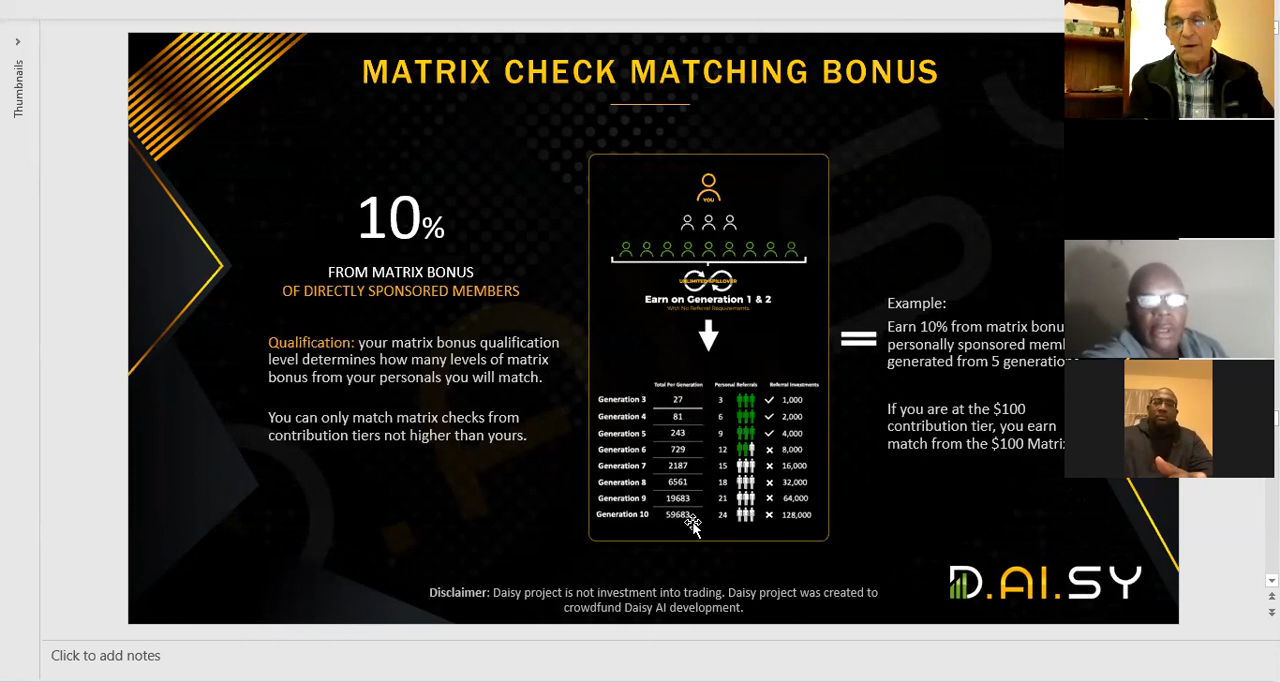 Thumbnails
MATRIX CHECK MATCHING BONUS
10%
FROM MATRIX BONUS
OF DIRECTLY SPONSORED MEMBERS
Qualification: your matrix bonus qualification
level determines how many levels of matrix
bonus from your personals you will match.
You can only match matrix checks from
contribution tiers not higher than yours.
YOU
UNLIMITED SPILLOVER
Earn on Generation 1 & 2
With No Referral Requirements
Total Per Generation Personal Referrals Referral Investments
Generation 3 27 3 1,000
Generation 4 81 6 2,000
Generation 5 243 9 4,000
Generation 6 729 12 8,000
Generation 7 2187 15 16,000
Generation 8 6561 18 32,000
Generation 9 19683 21 64,000
Generation 10 59683 24 128,000
Example:
Earn 10% from matrix bonu
personally sponsored meml
generated from 5 generation
If you are at the $100
contribution tier, you earn
match from the $100 Matri
Disclaimer: Daisy project is not investment into trading. Daisy project was created to
crowdfund Daisy AI development.
D.AI.SY
Click to add notes